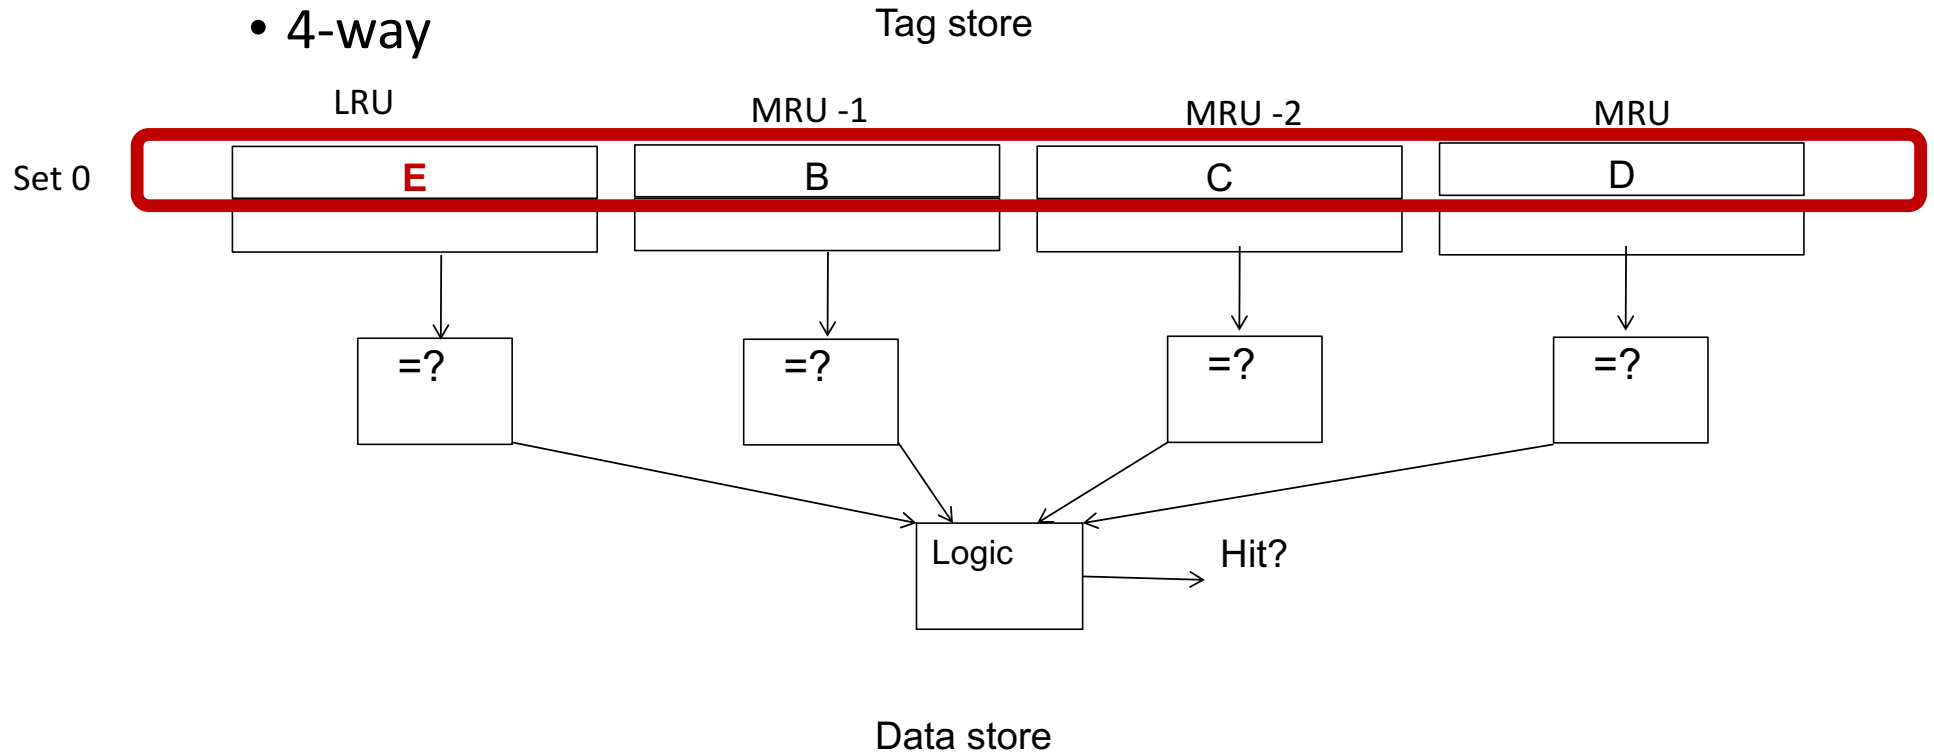 • 4-way
Tag store
LRU
MRU -1
MRU -2
MRU
Set 0
E
B
C
D
=?
=?
=?
=?
Logic
Hit?
Data store